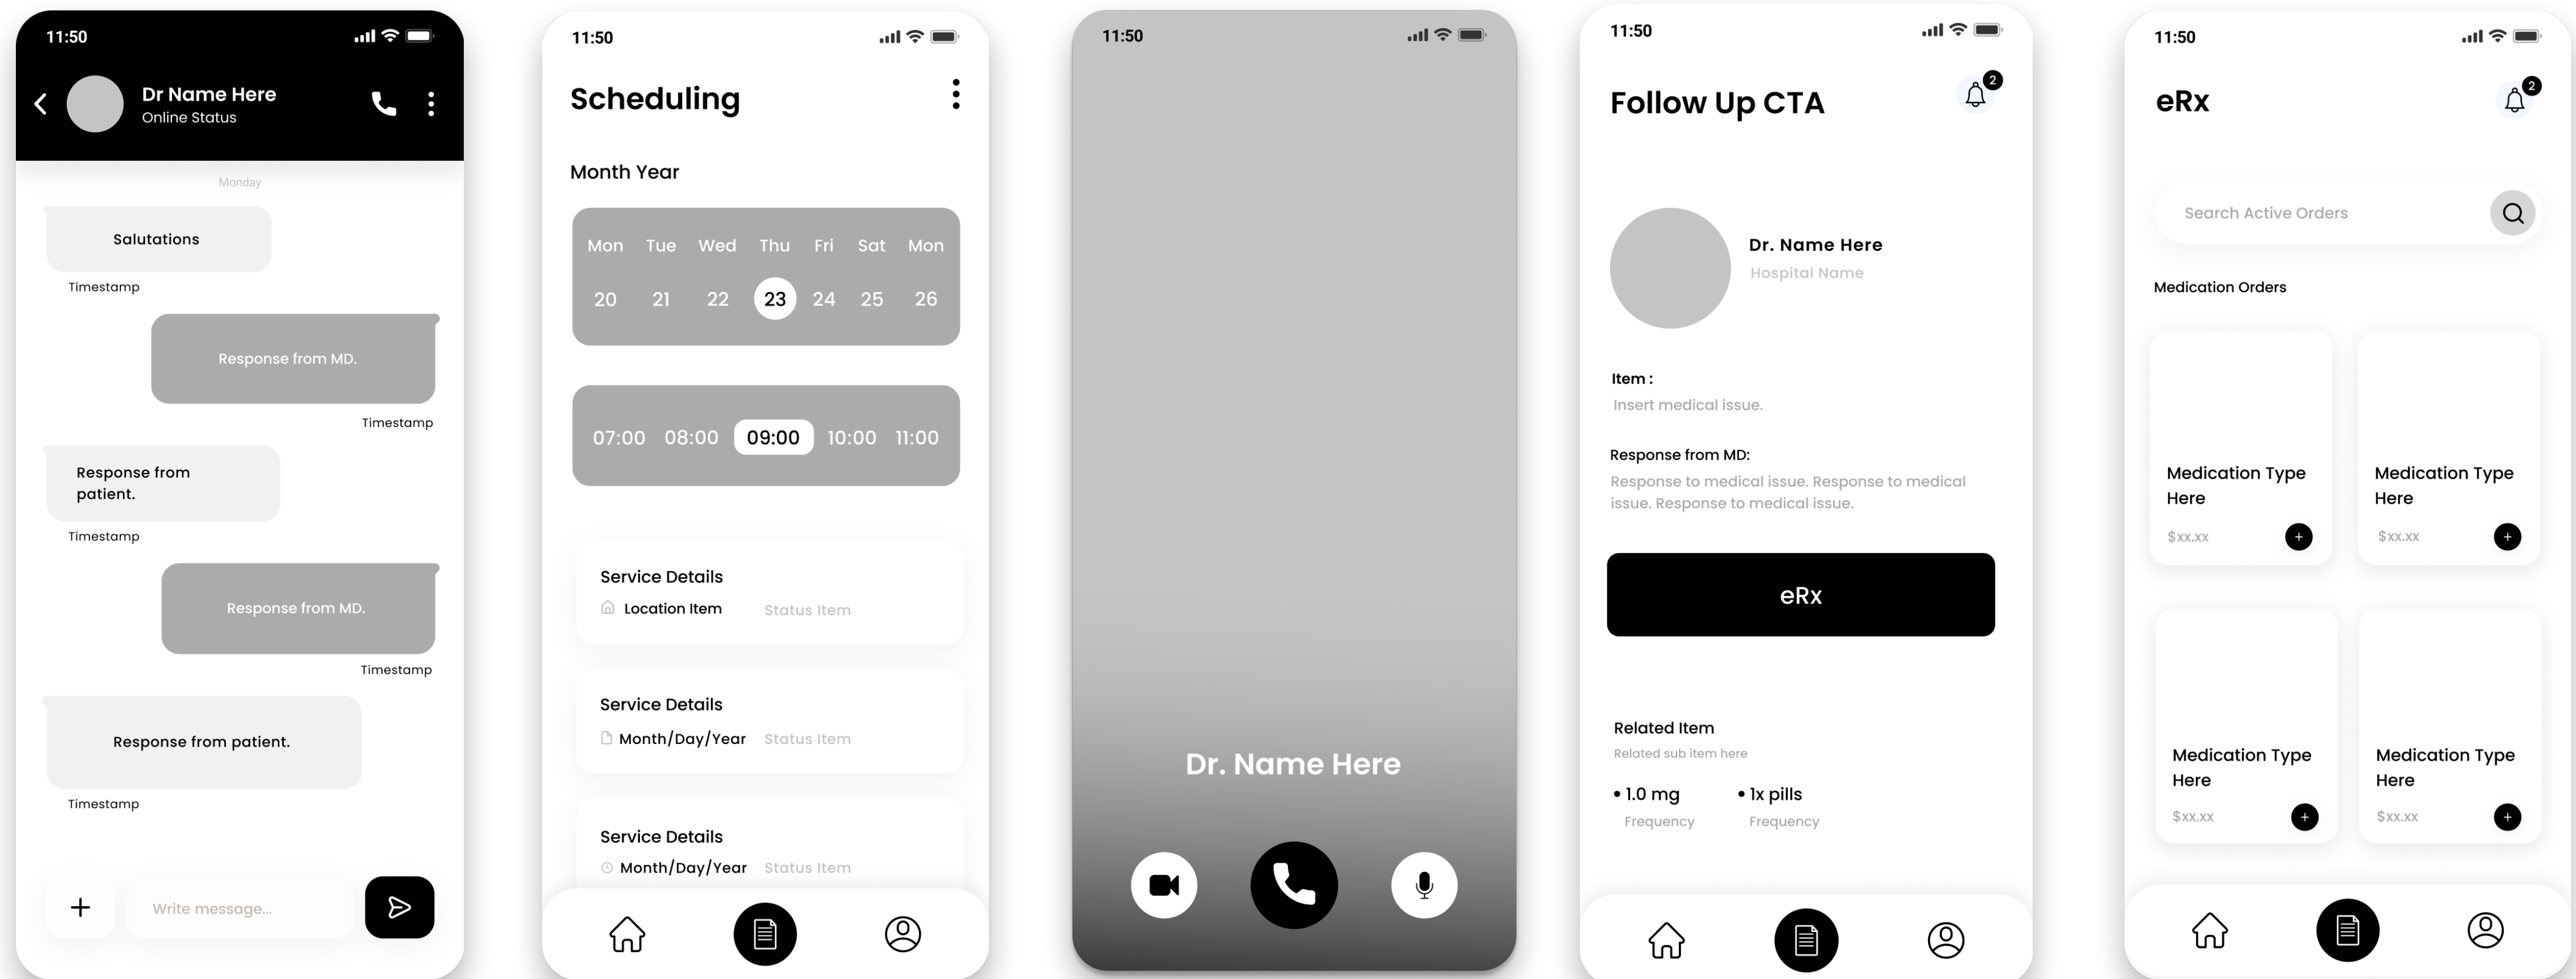 11:50
Dr Name Here
Online Status
Monday
Salutations
Timestamp
Response from MD.
Timestamp
Response from
patient.
Timestamp
Response from MD.
Timestamp
Response from patient.
Timestamp
Write message...
11:50
Scheduling
Month Year
Mon Tue Wed Thu Fri Sat Mon
20 21 22 23 24 25 26
07:00 08:00 09:00 10:00 11:00
Service Details
Location Item Status Item
Service Details
Month/Day/Year Status Item
Service Details
Month/Day/Year Status Item
11:50
Dr. Name Here
11:50
2
Follow Up CTA
Dr. Name Here
Hospital Name
Item :
Insert medical issue.
Response from MD:
Response to medical issue. Response to medical
issue. Response to medical issue.
eRx
Related Item
Related sub item here
• 1.0 mg • 1x pills
Frequency Frequency
11:50
2
eRx
Search Active Orders
Medication Orders
Medication Type
Here
$xx.xx +
Medication Type
Here
$xx.xx +
Medication Type
Here
$xx.xx +
Medication Type
Here
$xx.xx +